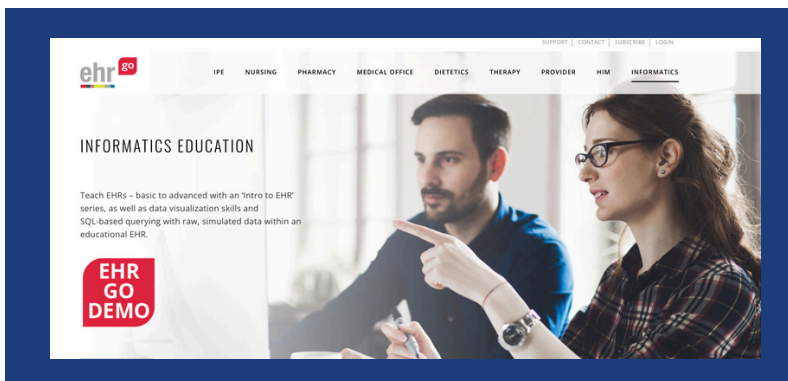 SUPPORT | CONTACT | SUBSCRIBE | LOGIN
ehr go
IPE NURSING PHARMACY MEDICAL OFFICE DIETETICS THERAPY PROVIDER HIM INFORMATICS
INFORMATICS EDUCATION
Teach EHRs – basic to advanced with an ‘Intro to EHR’
series, as well as data visualization skills and
SQL-based querying with raw, simulated data within an
educational EHR.
EHR
GO
DEMO